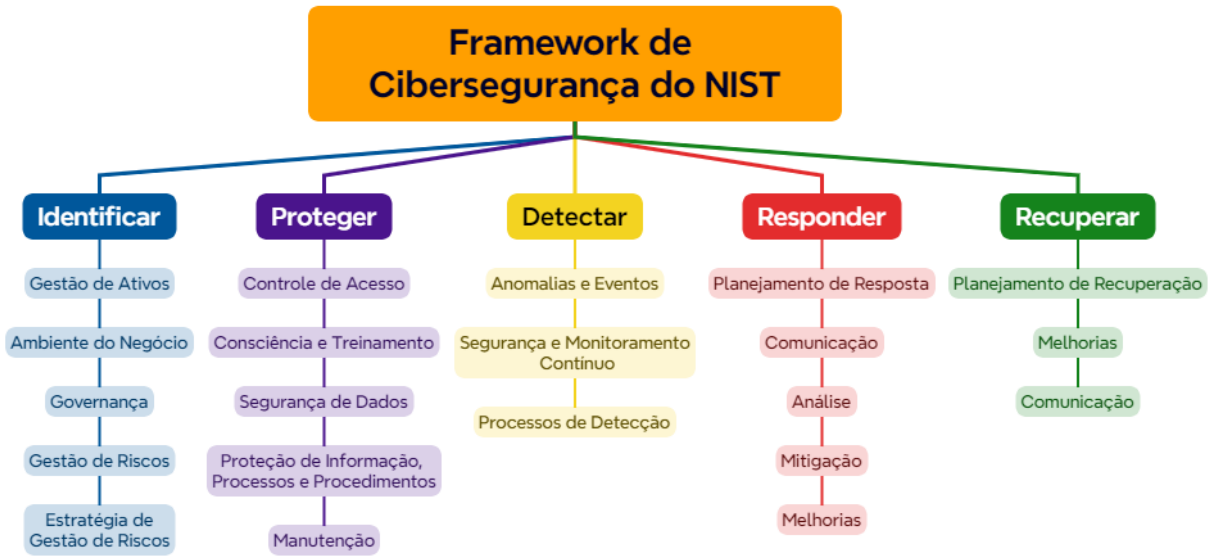 Framework de
Cibersegurança do NIST
Identificar
Gestão de Ativos
Ambiente do Negócio
Governança
Gestão de Riscos
Estratégia de
Gestão de Riscos
Proteger
Controle de Acesso
Consciência e Treinamento
Segurança de Dados
Proteção de Informação,
Processos e Procedimentos
Manutenção
Detectar
Anomalias e Eventos
Segurança e Monitoramento
Contínuo
Processos de Detecção
Responder
Planejamento de Resposta
Comunicação
Análise
Mitigação
Melhorias
Recuperar
Planejamento de Recuperação
Melhorias
Comunicação